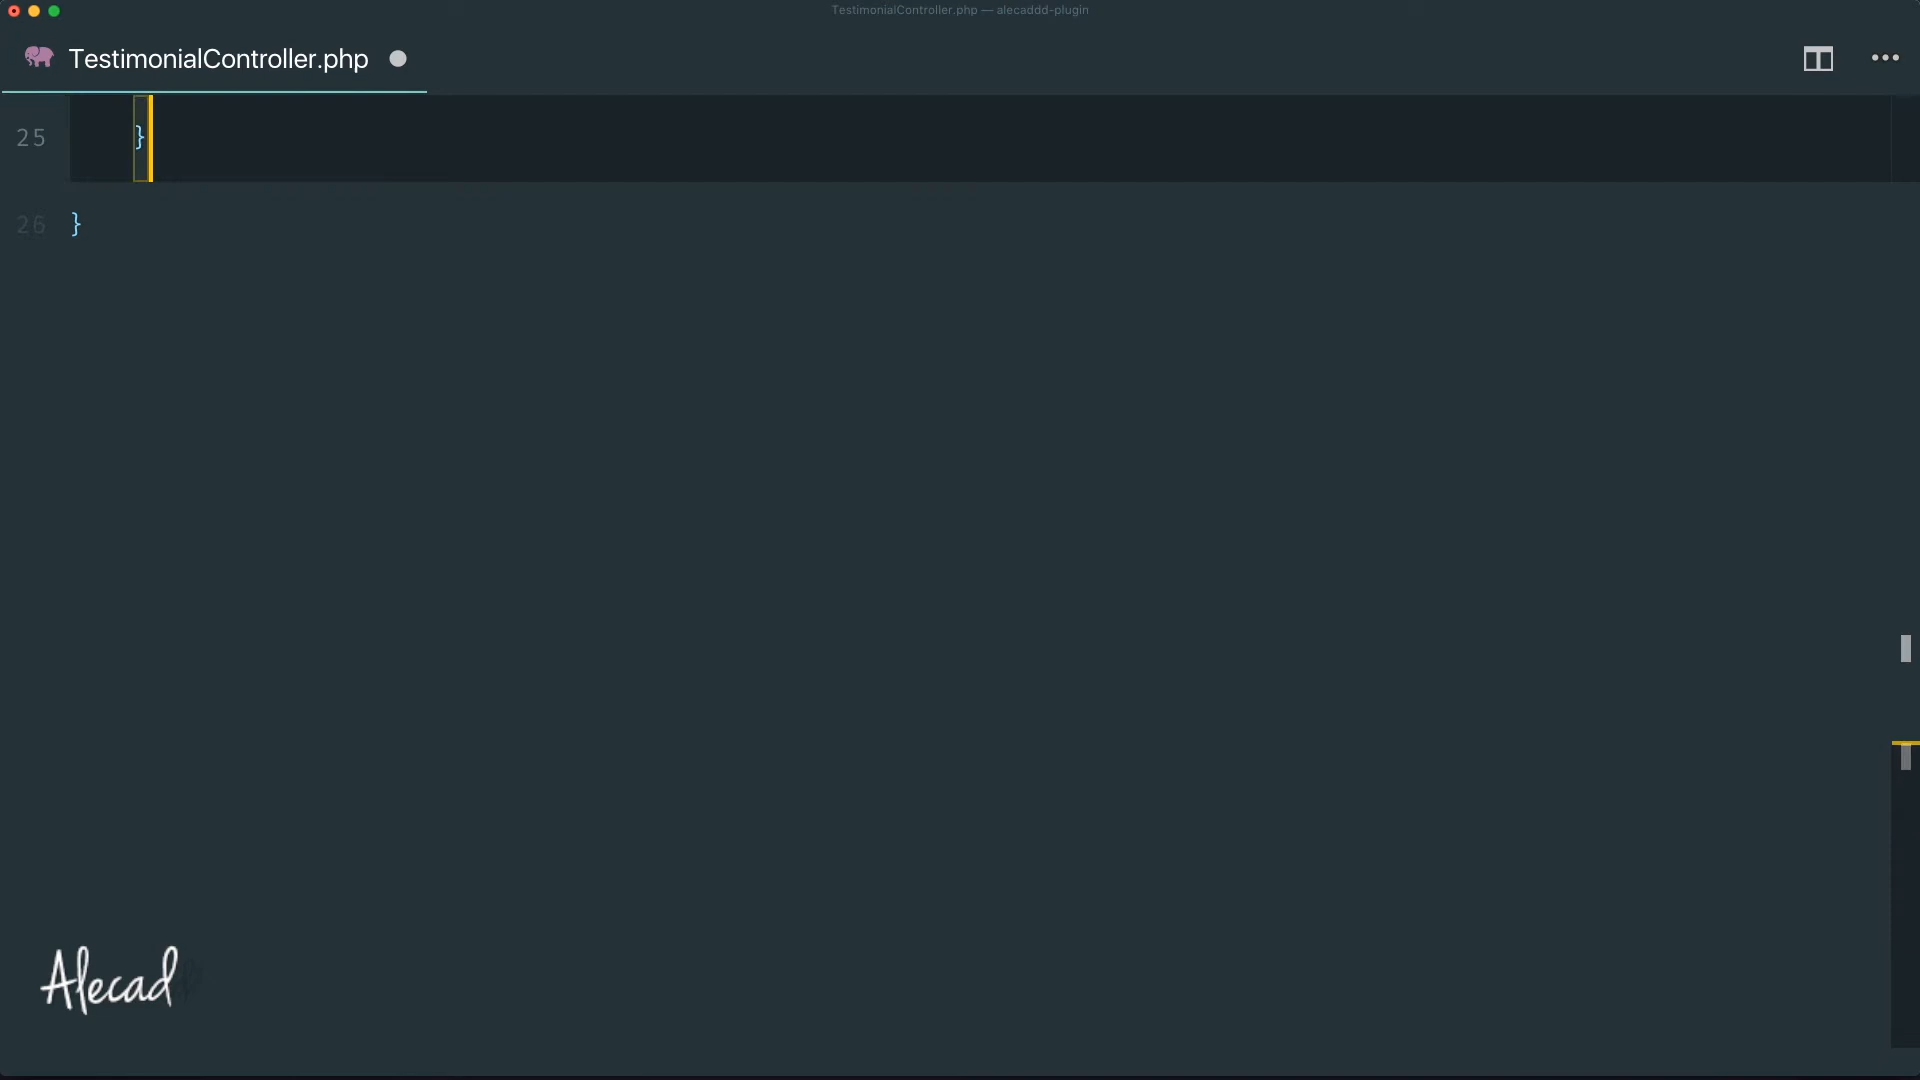 TestimonialController.php — alecaddd-plugin
TestimonialController.php
25 }
26 }
Alecad